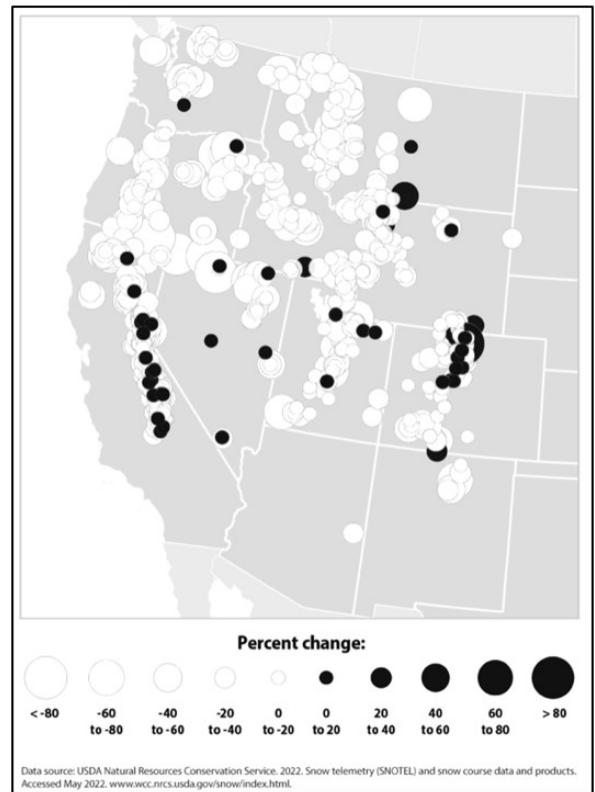 Percent change:
< -80 -60 -40 -20 0 0 20 40 60 > 80
to -80 to -60 to -40 to -20 to 20 to 40 to 60 to 80
Data source: USDA Natural Resources Conservation Service. 2022. Snow telemetry (SNOTEL) and snow course data and products.
Accessed May 2022. www.wcc.nrcs.usda.gov/snow/index.html.